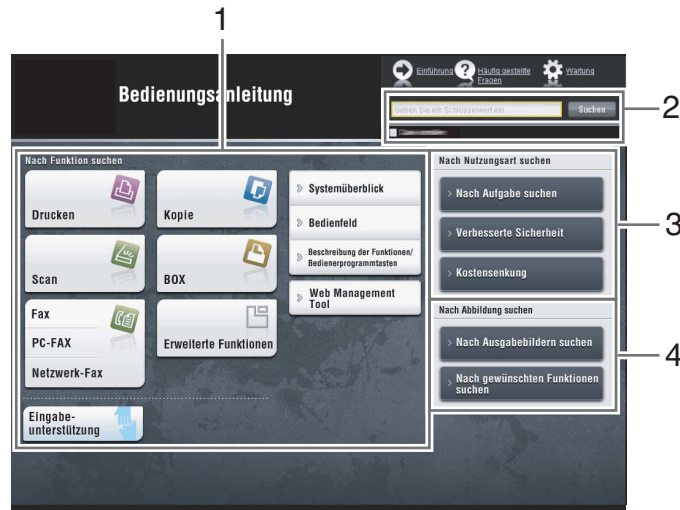 1
Bedienungsanleitung
Einführung
Häufig gestellte
Fragen
Wartung
Geben Sie ein Schlüsselwort ein.
Suchen
2
Nach Funktion suchen
Drucken
Kopie
Scan
BOX
Fax
PC-FAX
Netzwerk-Fax
Erweiterte Funktionen
Eingabe-
unterstützung
Systemüberblick
Bedienfeld
Beschreibung der Funktionen/
Bedienerprogrammtasten
Web Management
Tool
Nach Nutzungsart suchen
Nach Aufgabe suchen
Verbesserte Sicherheit
Kostensenkung
3
Nach Abbildung suchen
Nach Ausgabebildern suchen
Nach gewünschten Funktionen
suchen
4